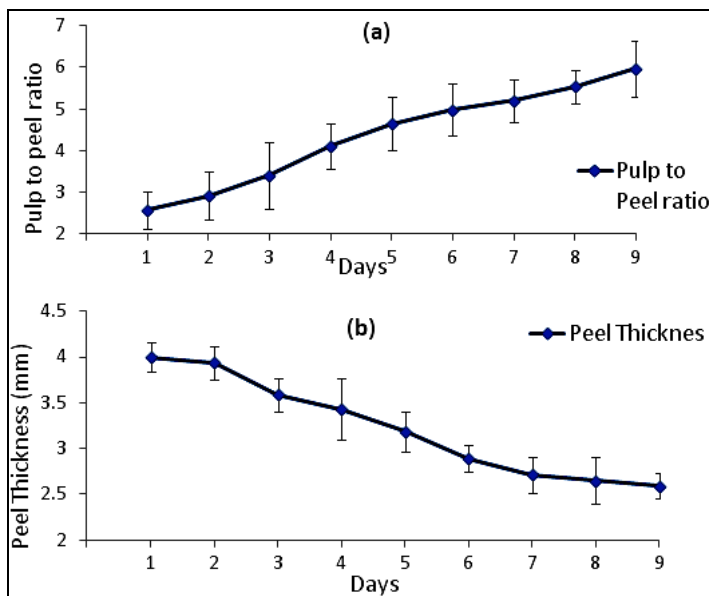 (a)
Pulp to peel ratio
7
6
5
4
3
2
Pulp to
Peel ratio
1 2 3 4 5 6 7 8 9
Days
(b)
Peel Thickness (mm)
4.5
4
3.5
3
2.5
2
Peel Thicknes
1 2 3 4 5 6 7 8 9
Days